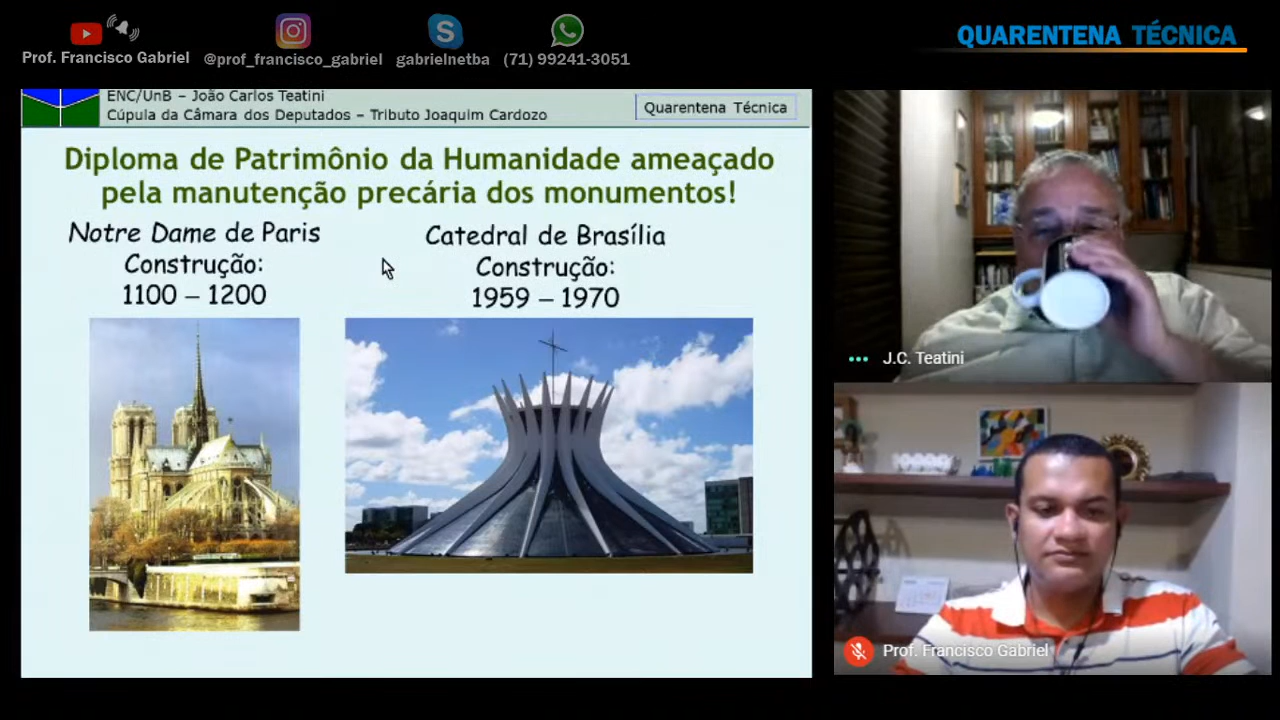 Prof. Francisco Gabriel
@prof_francisco_gabriel
gabrielnetba
(71) 99241-3051
QUARENTENA TÉCNICA
ENC/UnB – João Carlos Teatini
Cúpula da Câmara dos Deputados – Tributo Joaquim Cardozo
Quarentena Técnica
Diploma de Patrimônio da Humanidade ameaçado
pela manutenção precária dos monumentos!
Notre Dame de Paris
Construção:
1100 – 1200
Catedral de Brasília
Construção:
1959 – 1970
J.C. Teatini
Prof. Francisco Gabriel